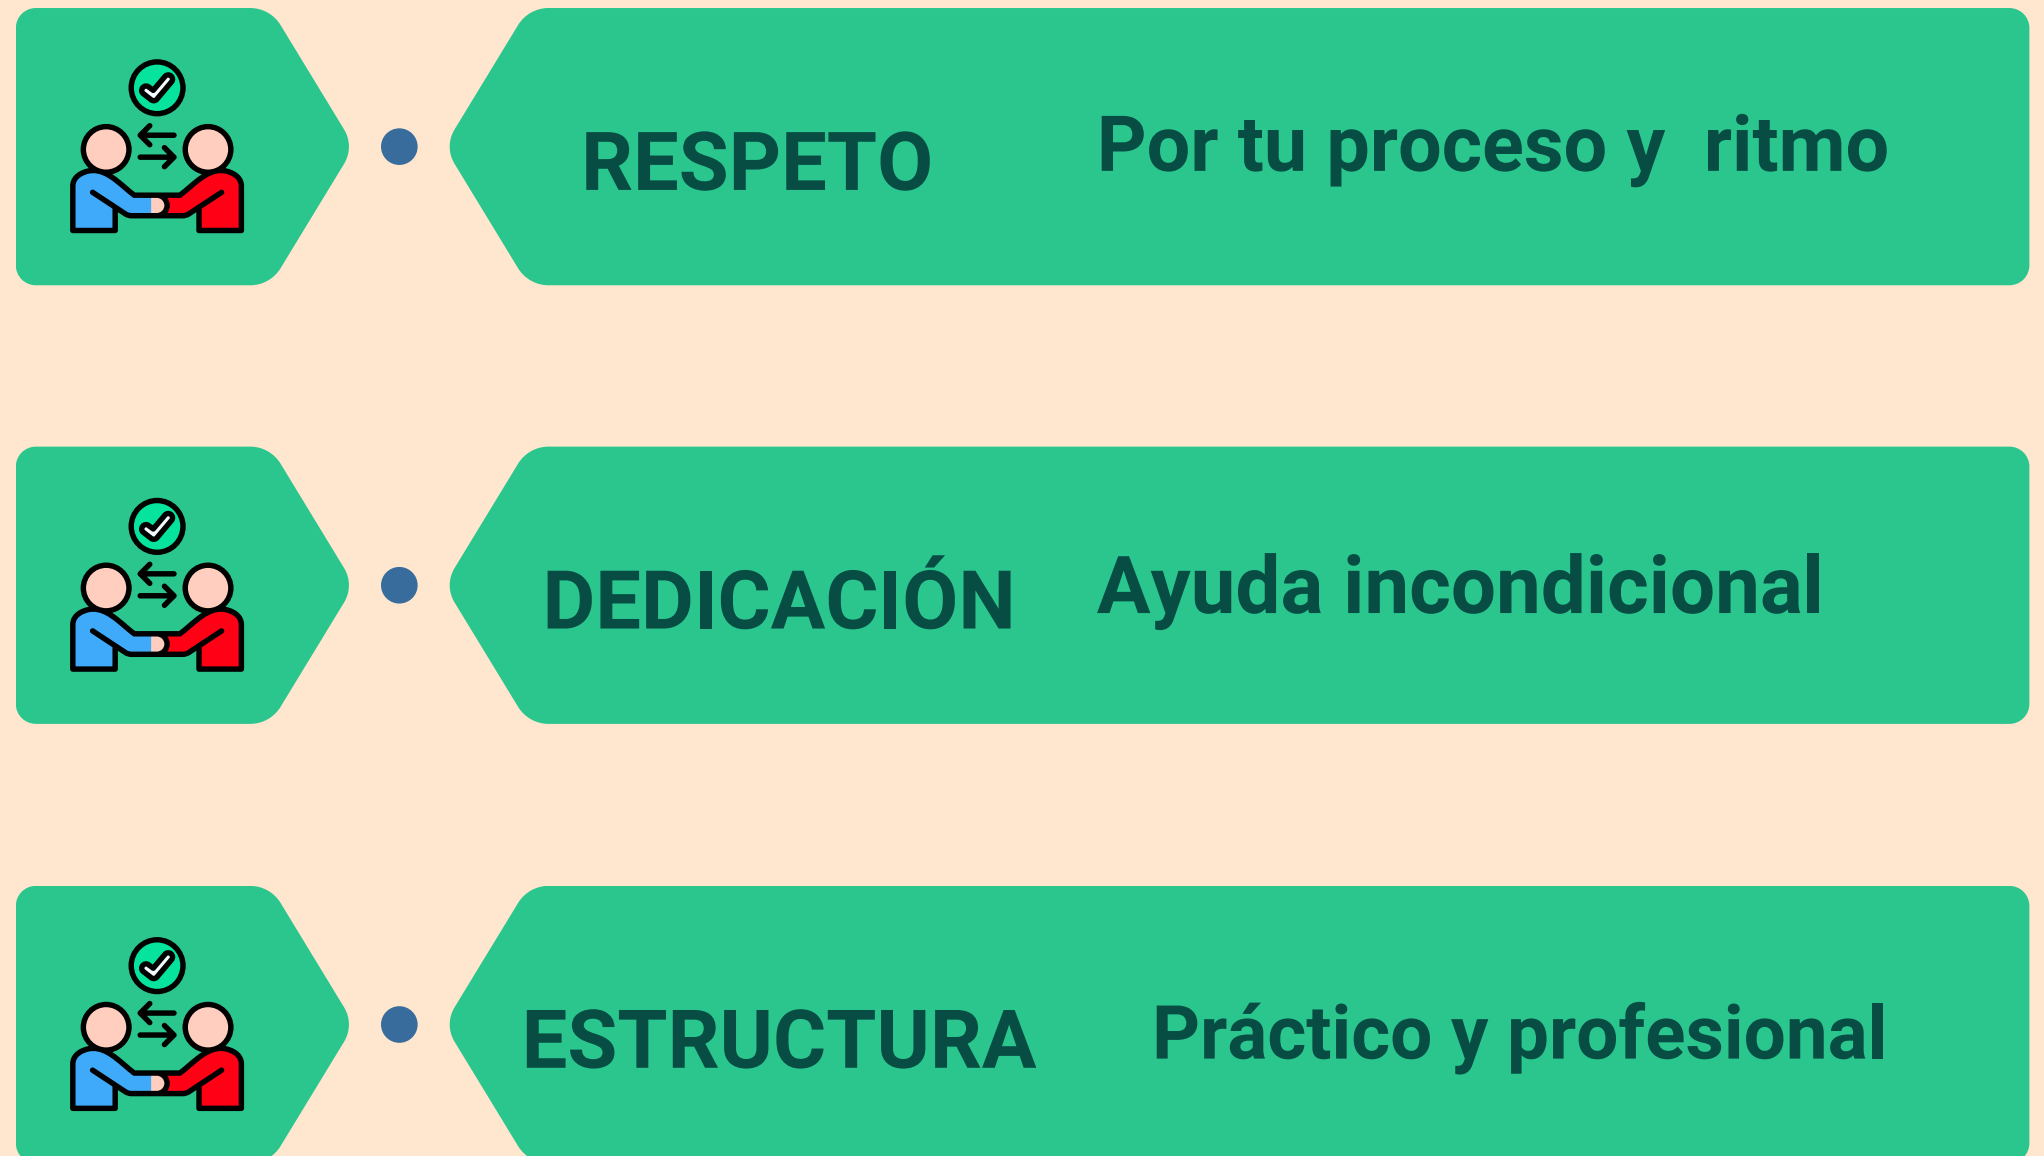 RESPETO
Por tu proceso y  ritmo
DEDICACIÓN
Ayuda incondicional
ESTRUCTURA
Práctico y profesional